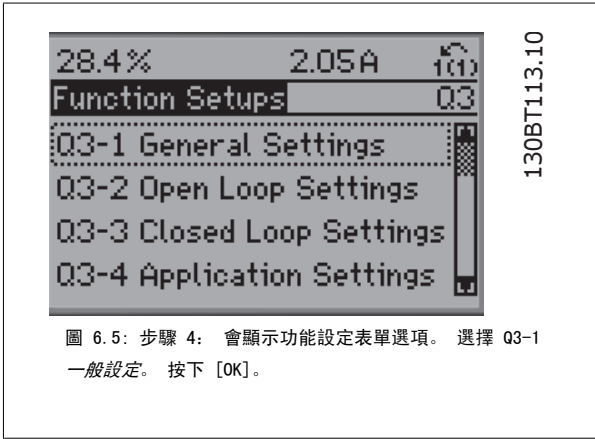 28.4% 2.05A 1(1)
Function Setups Q3
Q3-1 General Settings
Q3-2 Open Loop Settings
Q3-3 Closed Loop Settings
Q3-4 Application Settings
130BT113.10
圖 6.5: 步驟 4： 會顯示功能設定表單選項。 選擇 Q3-1
一般設定。 按下 [OK]。